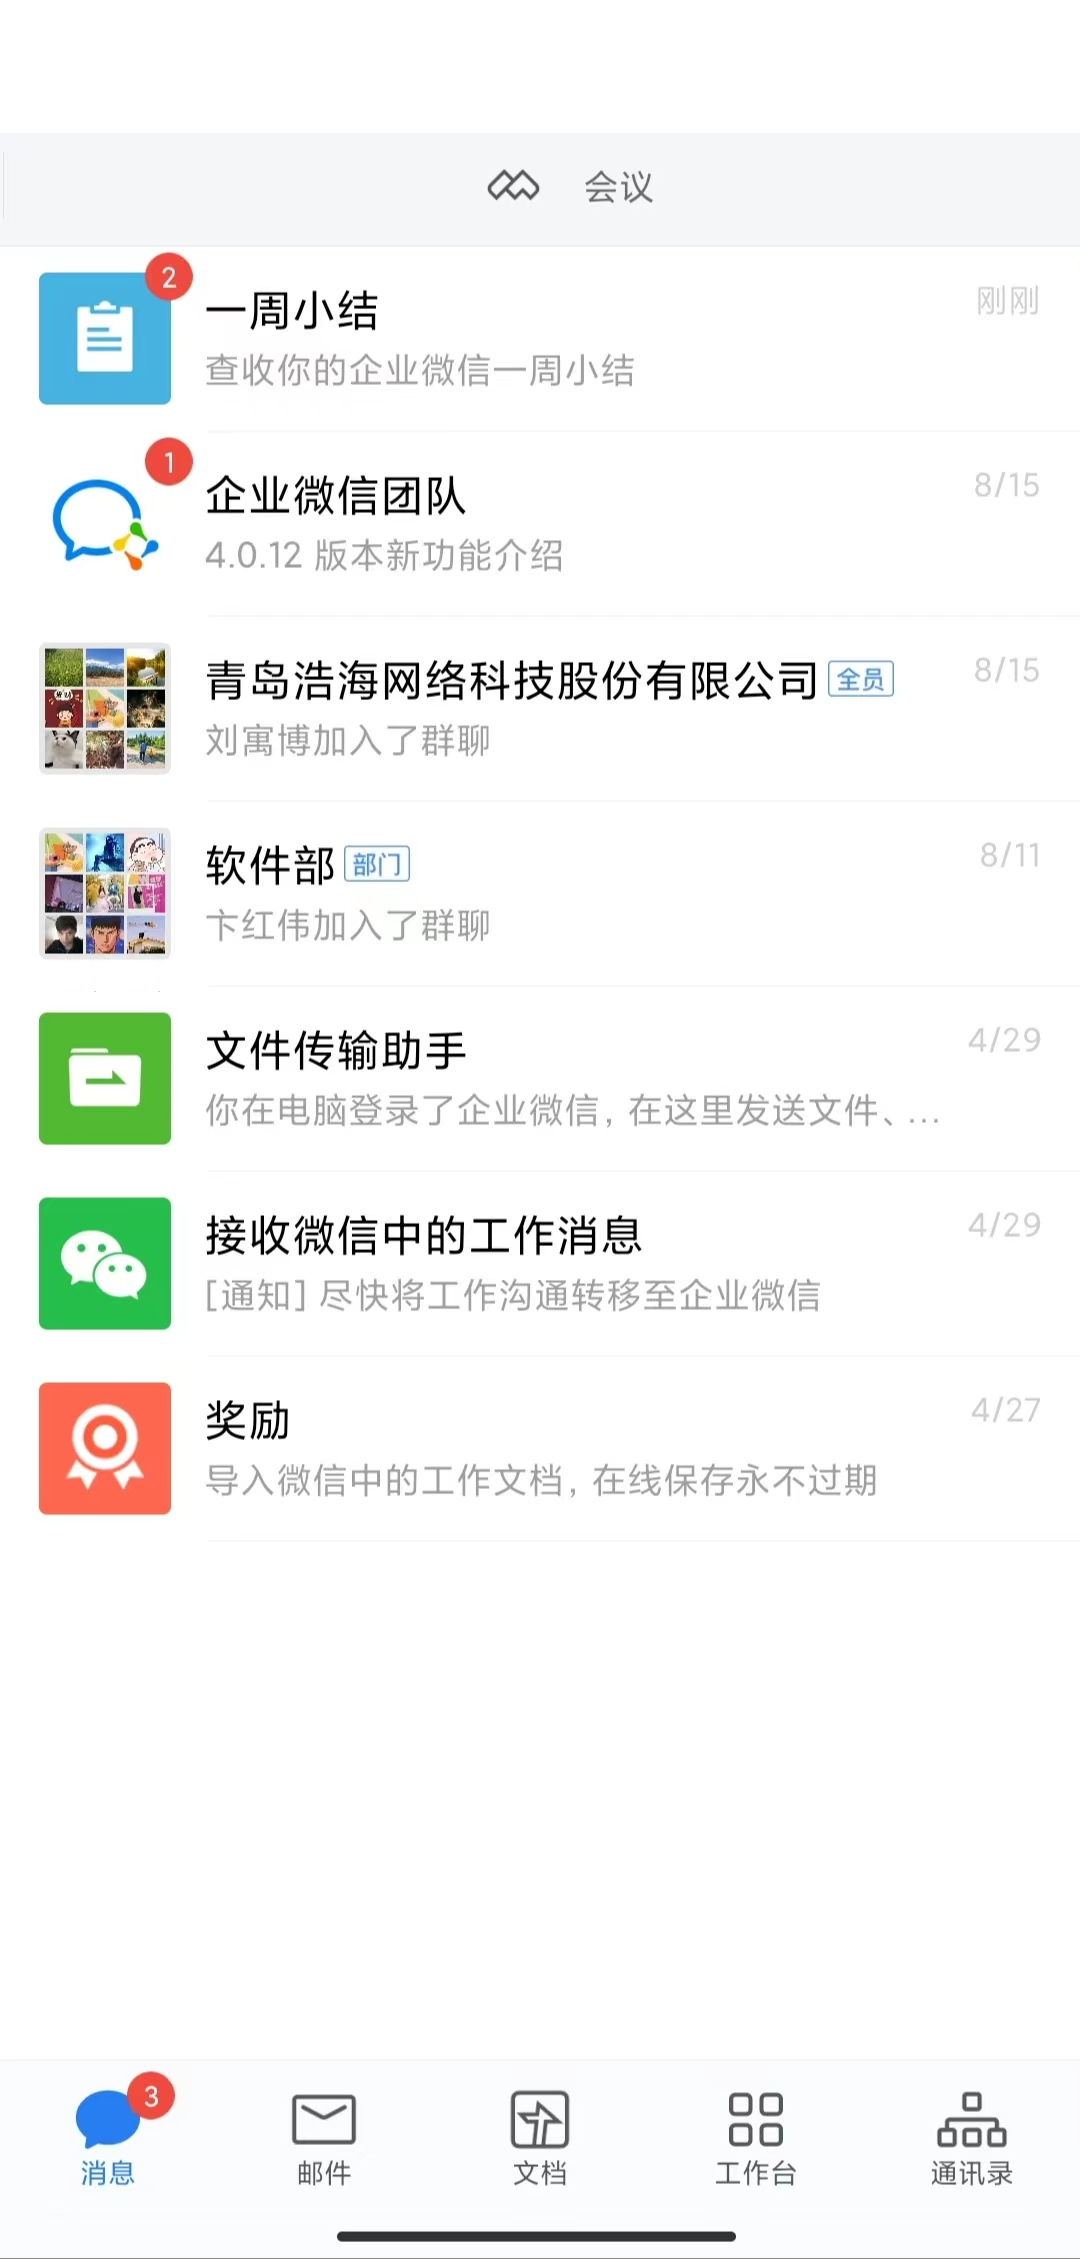 会议
2
一周小结
刚刚
查收你的企业微信一周小结
1
企业微信团队
8/15
4.0.12 版本新功能介绍
青岛浩海网络科技股份有限公司 全员
8/15
刘寓博加入了群聊
软件部 部门
8/11
卞红伟加入了群聊
文件传输助手
4/29
你在电脑登录了企业微信, 在这里发送文件、...
接收微信中的工作消息
4/29
[通知] 尽快将工作沟通转移至企业微信
奖励
4/27
导入微信中的工作文档, 在线保存永不过期
3
消息
邮件
文档
工作台
通讯录